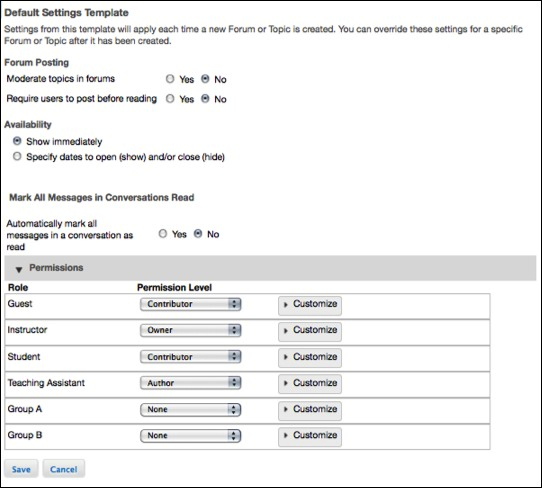 Default Settings Template
Settings from this template will apply each time a new Forum or Topic is created. You can override these settings for a specific
Forum or Topic after it has been created.
Forum Posting
Moderate topics in forums Yes No
Require users to post before reading Yes No
Availability
Show immediately
Specify dates to open (show) and/or close (hide)
Mark All Messages in Conversations Read
Automatically mark all
messages in a conversation as Yes No
read
Permissions
Role Permission Level
Guest Contributor Customize
Instructor Owner Customize
Student Contributor Customize
Teaching Assistant Author Customize
Group A None Customize
Group B None Customize
Save Cancel